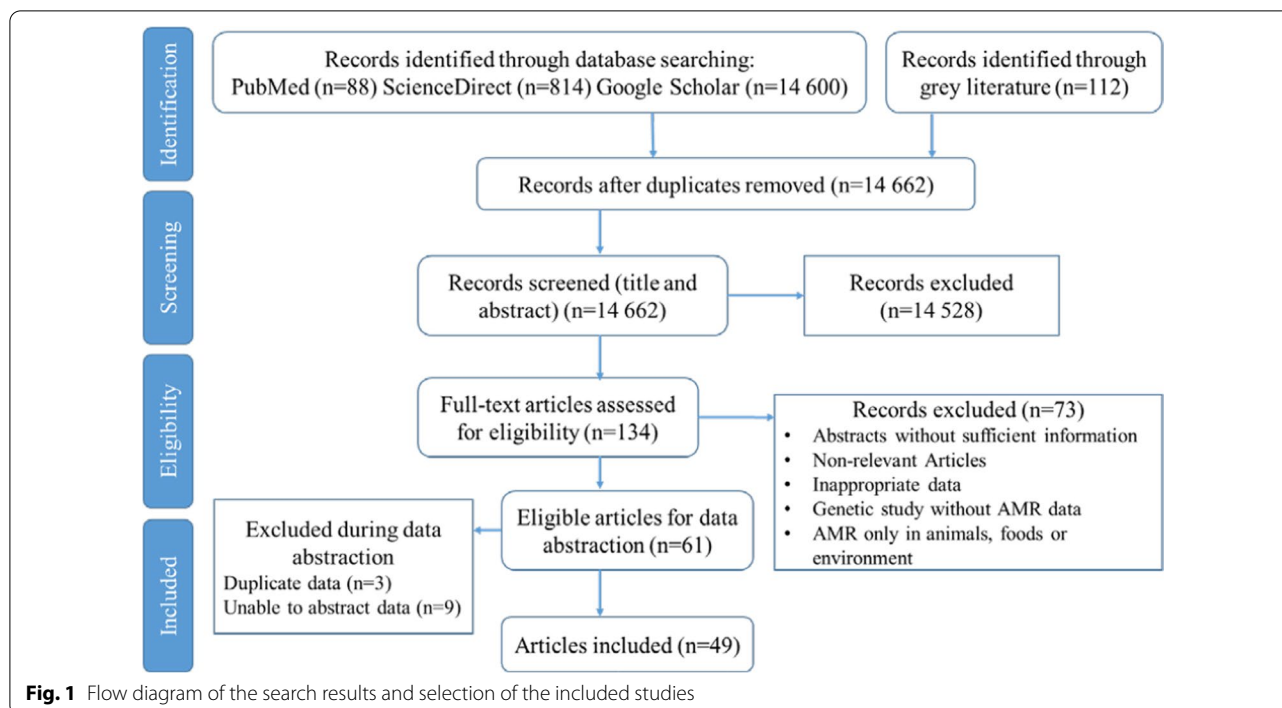 Identification
Records identified through database searching:
PubMed (n=88) ScienceDirect (n=814) Google Scholar (n=14 600)
Records identified through
grey literature (n=112)
Records after duplicates removed (n=14 662)
Screening
Records screened (title and
abstract) (n=14 662)
Records excluded
(n=14 528)
Eligibility
Full-text articles assessed
for eligibility (n=134)
Records excluded (n=73)
• Abstracts without sufficient information
• Non-relevant Articles
• Inappropriate data
• Genetic study without AMR data
• AMR only in animals, foods or
environment
Included
Eligible articles for data
abstraction (n=61)
Excluded during data
abstraction
Duplicate data (n=3)
Unable to abstract data (n=9)
Articles included (n=49)
Fig. 1 Flow diagram of the search results and selection of the included studies